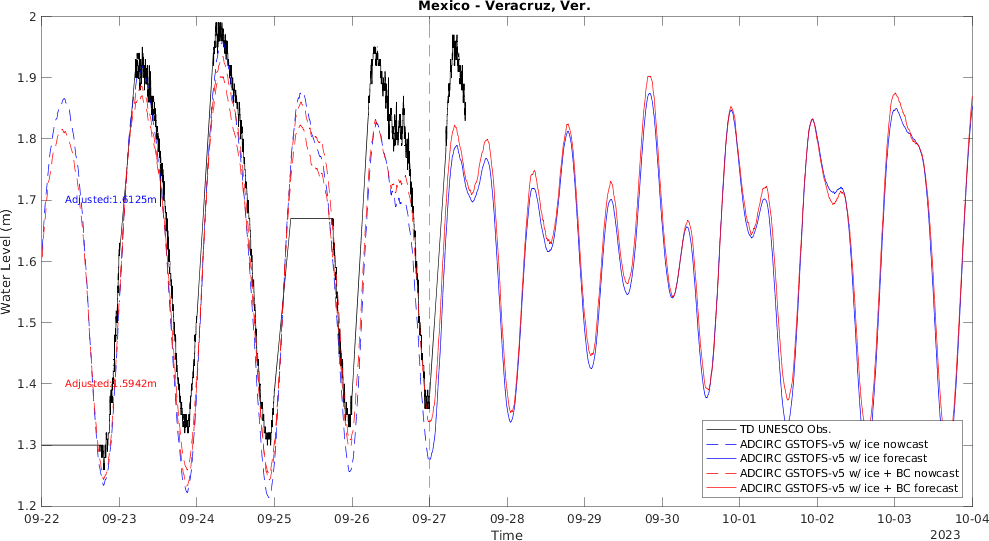 Mexico - Veracruz, Ver.
Water Level (m)
2
1.9
1.8
1.7
1.6
1.5
1.4
1.3
1.2
Adjusted:1.6125m
Adjusted:1.5942m
TD UNESCO Obs.
ADCIRC GSTOFS-v5 w/ ice nowcast
ADCIRC GSTOFS-v5 w/ ice forecast
ADCIRC GSTOFS-v5 w/ ice + BC nowcast
ADCIRC GSTOFS-v5 w/ ice + BC forecast
09-22 09-23 09-24 09-25 09-26 09-27 09-28 09-29 09-30 10-01 10-02 10-03 10-04
Time
2023